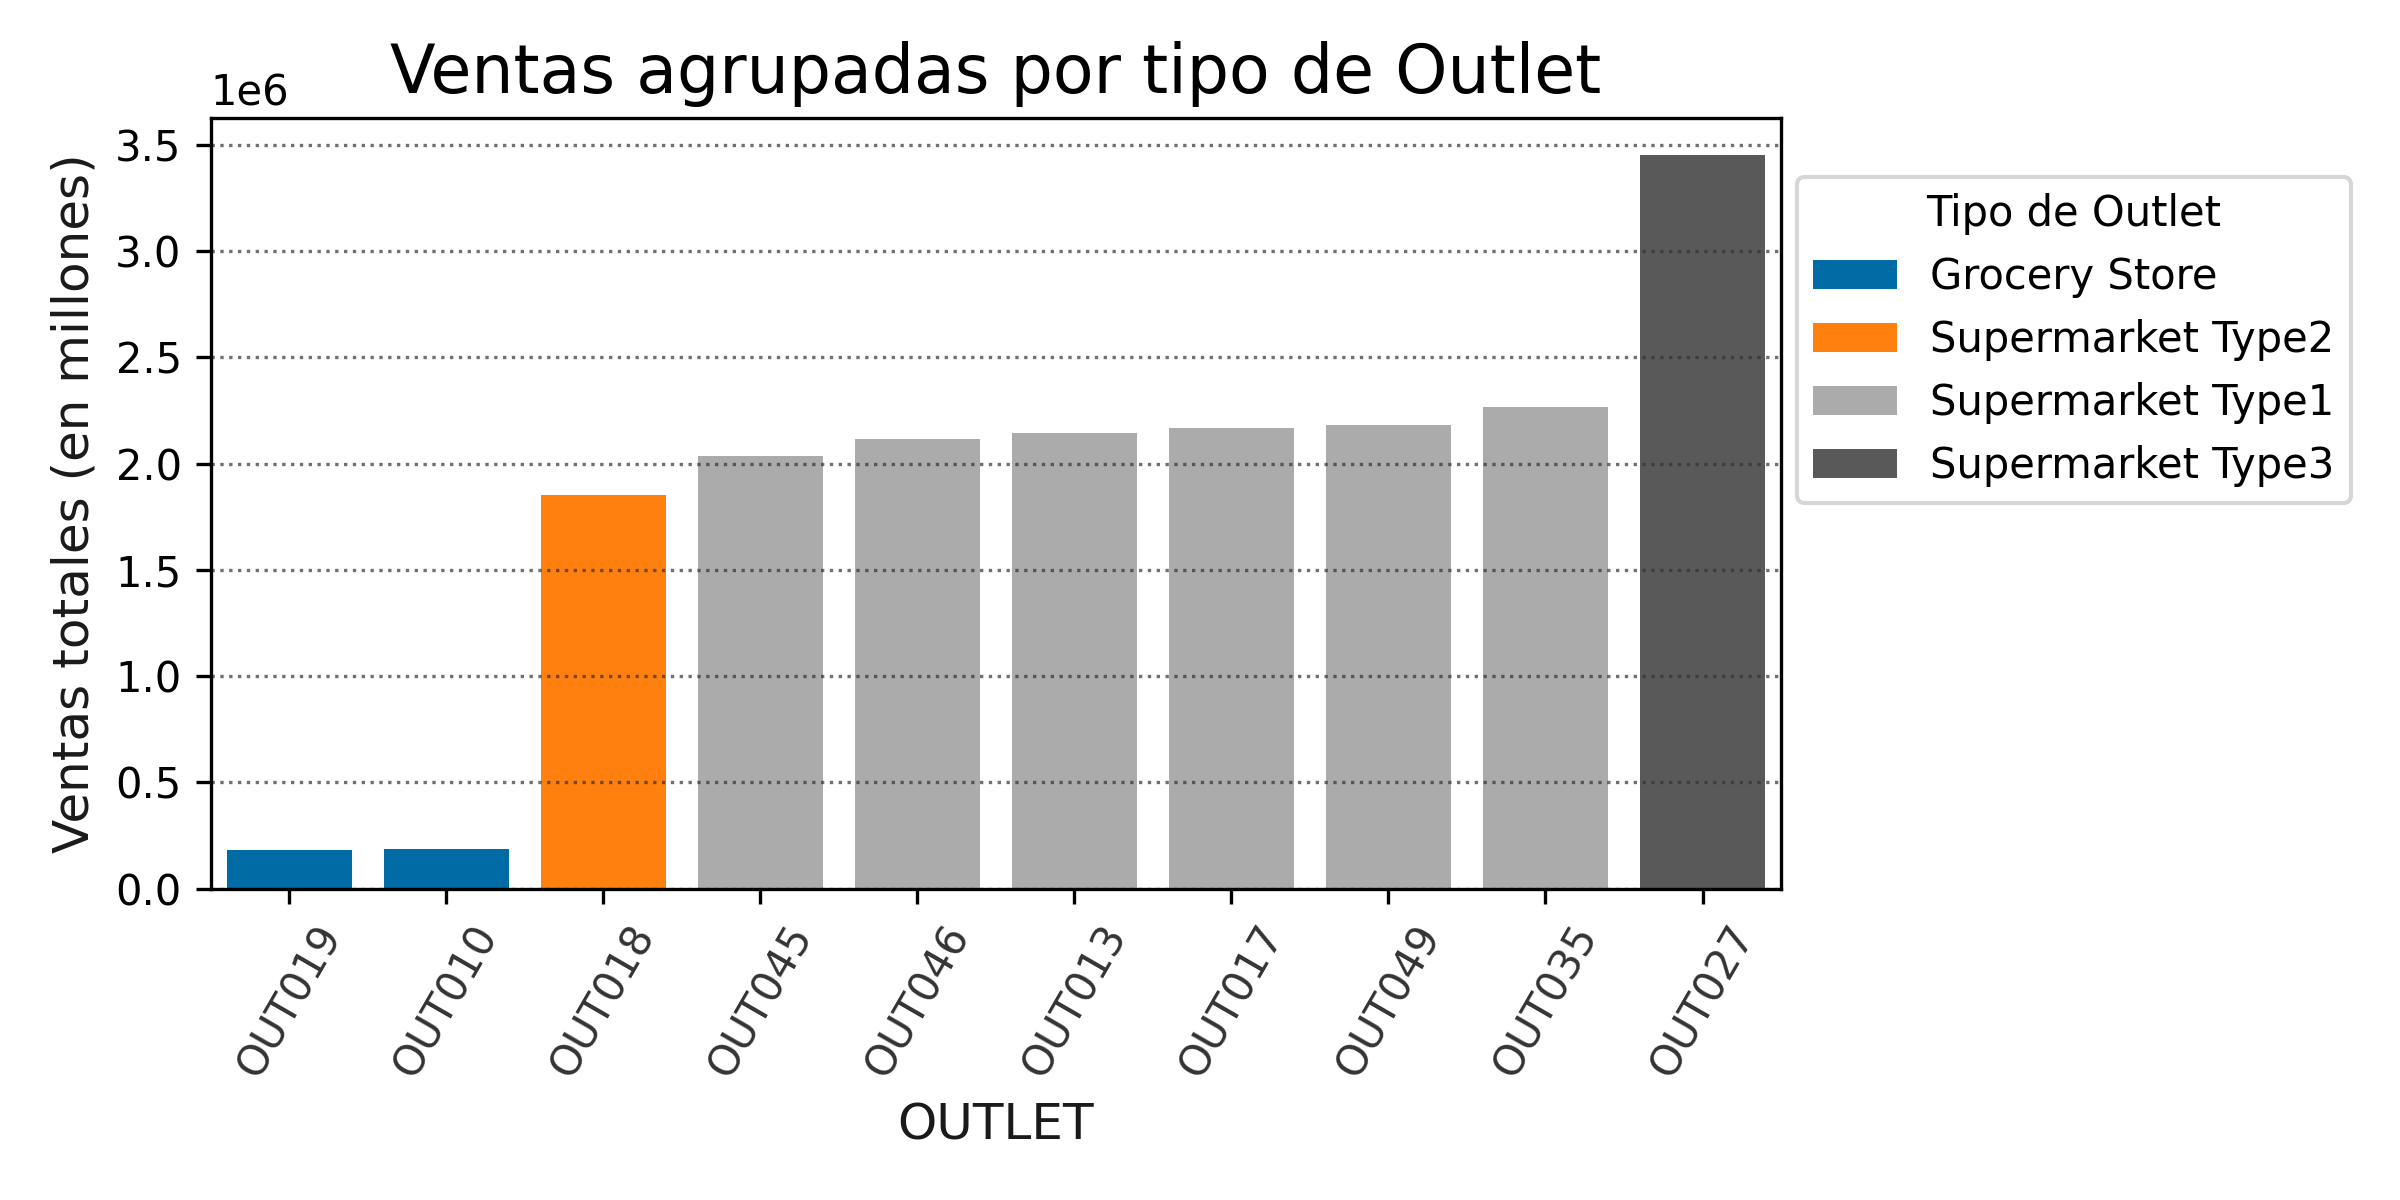 Ventas agrupadas por tipo de Outlet
1e6
3.5
3.0
2.5
2.0
1.5
1.0
0.5
0.0
Ventas totales (en millones)
OUT019
OUT010
OUT018
OUT045
OUT046
OUT013
OUT017
OUT049
OUT035
OUT027
OUTLET
Tipo de Outlet
Grocery Store
Supermarket Type2
Supermarket Type1
Supermarket Type3